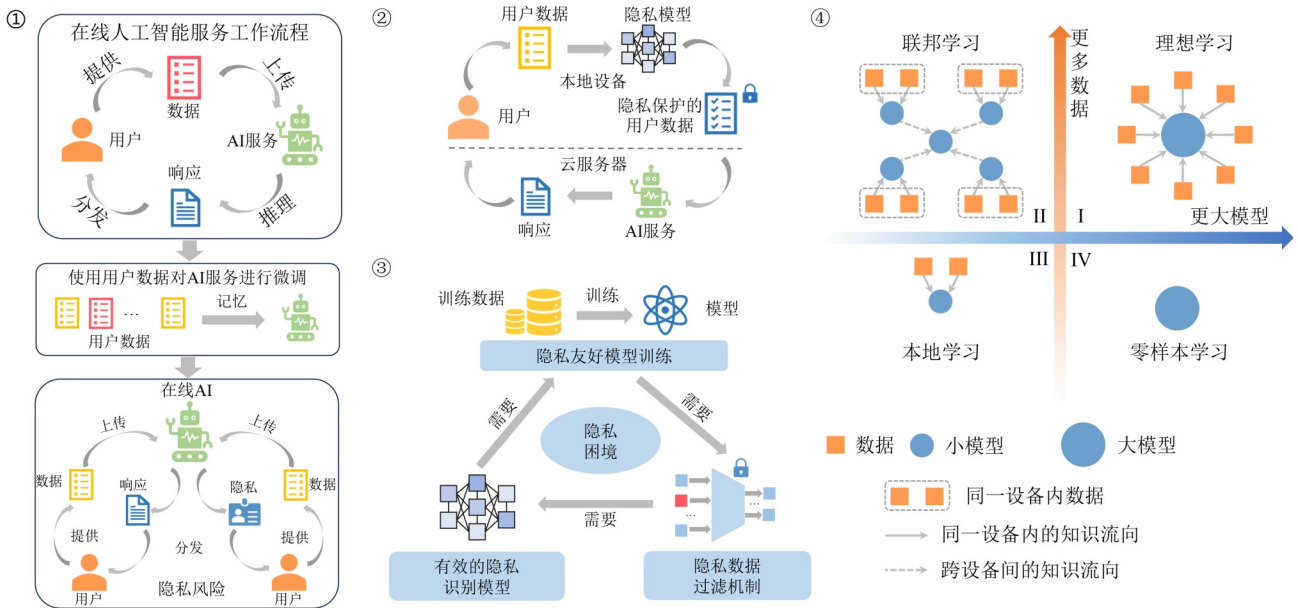 ①
在线人工智能服务工作流程
提供
上传
数据
用户
AI服务
响应
分发
推理
使用用户数据对AI服务进行微调
...
记忆
用户数据
在线AI
上传
上传
数据
响应
隐私
数据
提供
分发
提供
用户
隐私风险
用户
②
用户数据
隐私模型
本地设备
用户
隐私保护的
用户数据
云服务器
响应
AI服务
③
训练数据
训练
模型
隐私友好模型训练
需要
需要
隐私
困境
...
...
需要
有效的隐私
识别模型
隐私数据
过滤机制
④
联邦学习
更多数据
理想学习
II
I
更大模型
III
IV
本地学习
零样本学习
数据
小模型
大模型
同一设备内数据
同一设备内的知识流向
跨设备间的知识流向